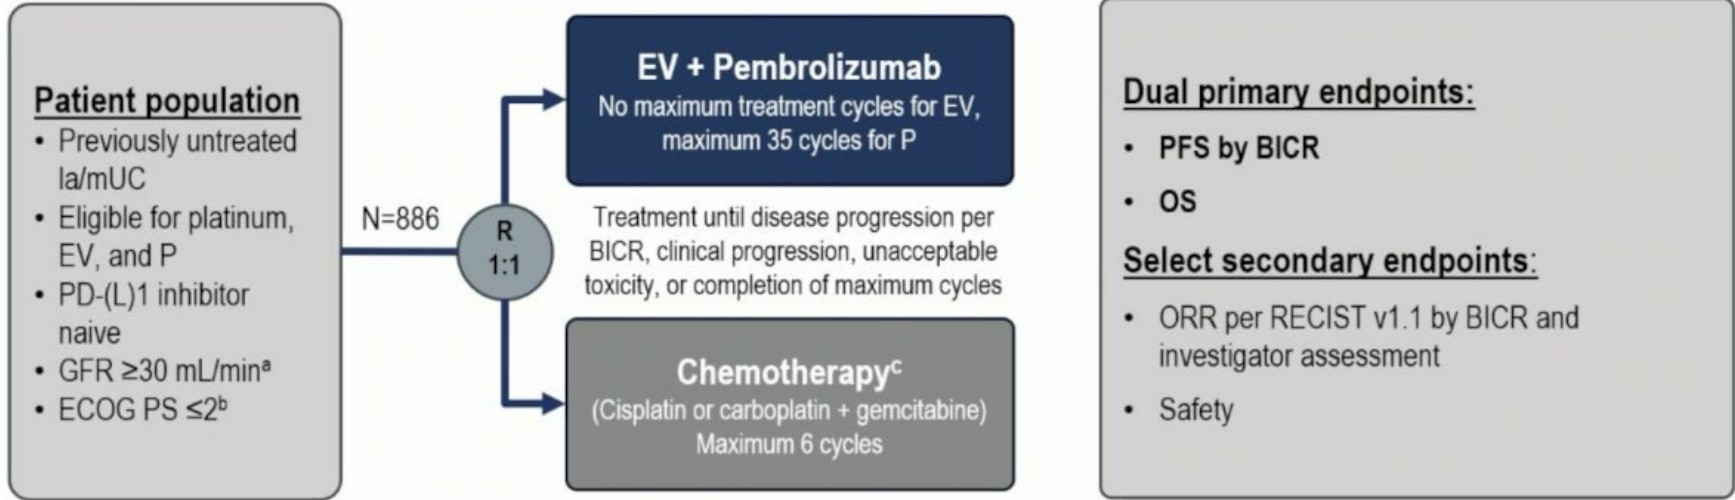 Patient population
• Previously untreated
la/mUC
• Eligible for platinum,
EV, and P
• PD-(L)1 inhibitor
naive
• GFR ≥30 mL/minᵃ
• ECOG PS ≤2ᵇ
N=886
R
1:1
EV + Pembrolizumab
No maximum treatment cycles for EV,
maximum 35 cycles for P
Treatment until disease progression per
BICR, clinical progression, unacceptable
toxicity, or completion of maximum cycles
Chemotherapyᶜ
(Cisplatin or carboplatin + gemcitabine)
Maximum 6 cycles
Dual primary endpoints:
• PFS by BICR
• OS
Select secondary endpoints:
• ORR per RECIST v1.1 by BICR and
investigator assessment
• Safety